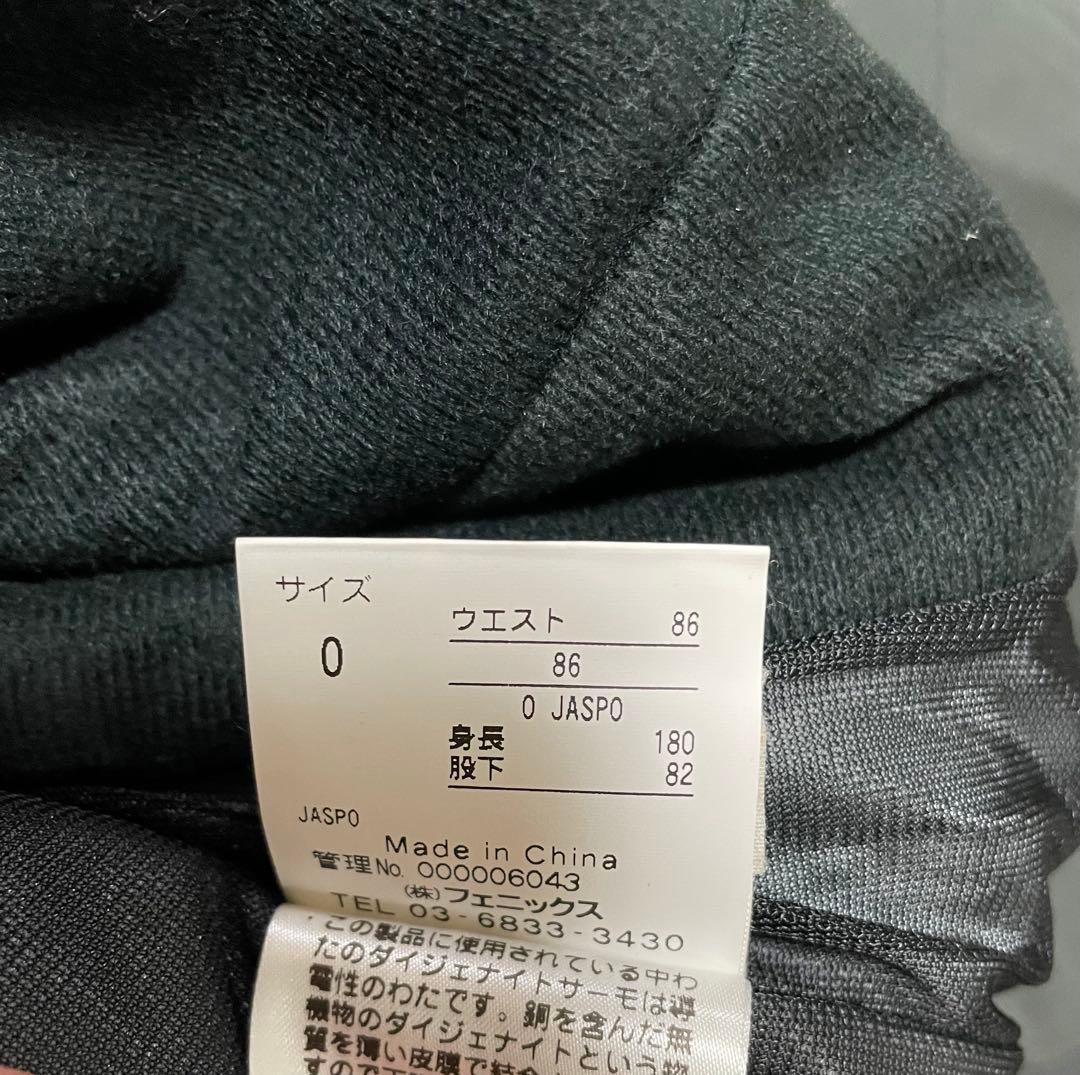 サイズ
0
ウエスト 86
86
0 JASPO
身長 180
股下 82
JASPO
Made in China
管理No. 000006043
(株)フェニックス
TEL 03-6833-3430
・この製品に使用されている中わ
たのダイジェナイトサーモは導
電性のわたです。銅を含んだ無
機物のダイジェナイトという物
質を薄い皮膜で結合
すので